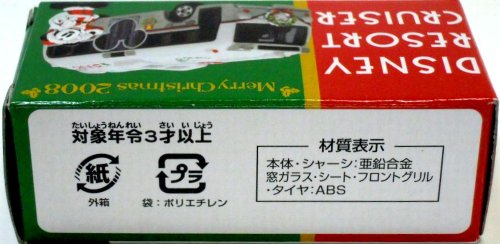 DISNEY
RESORT
CRUISER
Merry Christmas 2008
たいしょうねんれい さい いじょう
対象年令3才以上
紙
外箱
プラ
袋:ポリエチレン
材質表示
本体・シャーシ:亜鉛合金
窓ガラス・シート・フロントグリル
・タイヤ:ABS